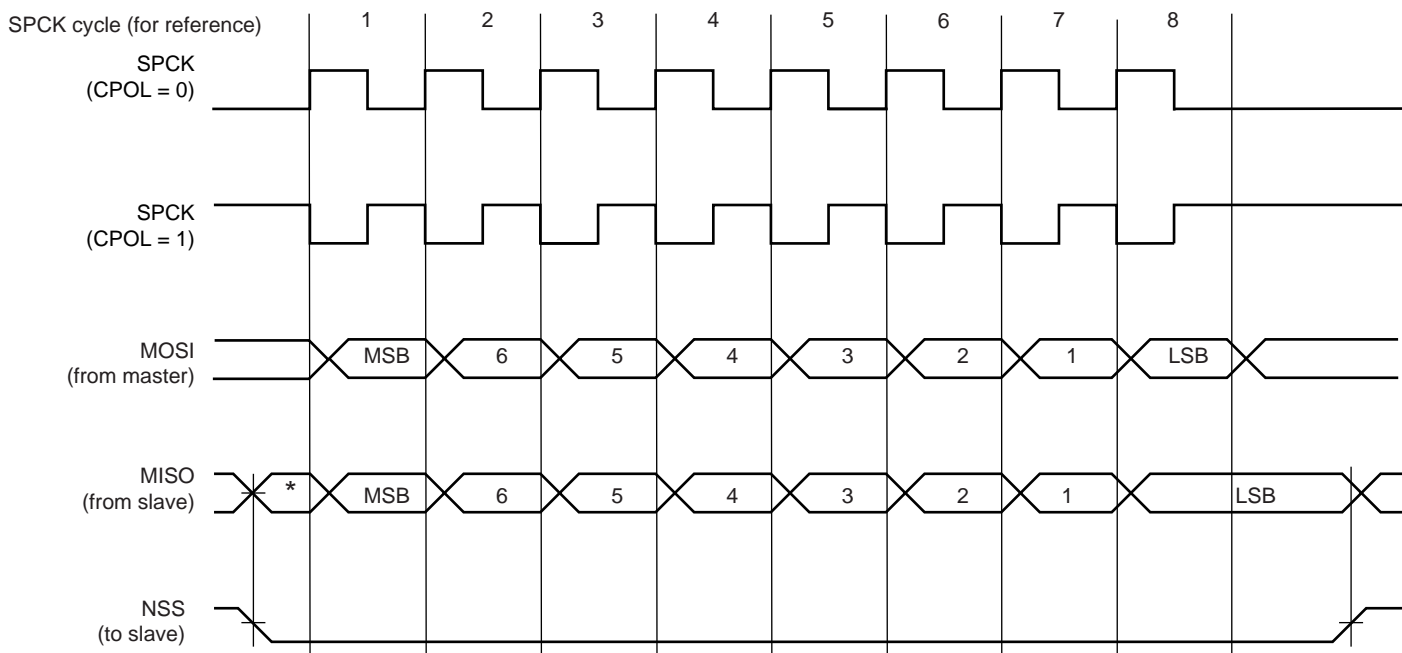 SPCK cycle (for reference) 1 2 3 4 5 6 7 8
SPCK
(CPOL = 0)
SPCK
(CPOL = 1)
MOSI
(from master)
MSB 6 5 4 3 2 1 LSB
MISO
(from slave)
* MSB 6 5 4 3 2 1 LSB
NSS
(to slave)